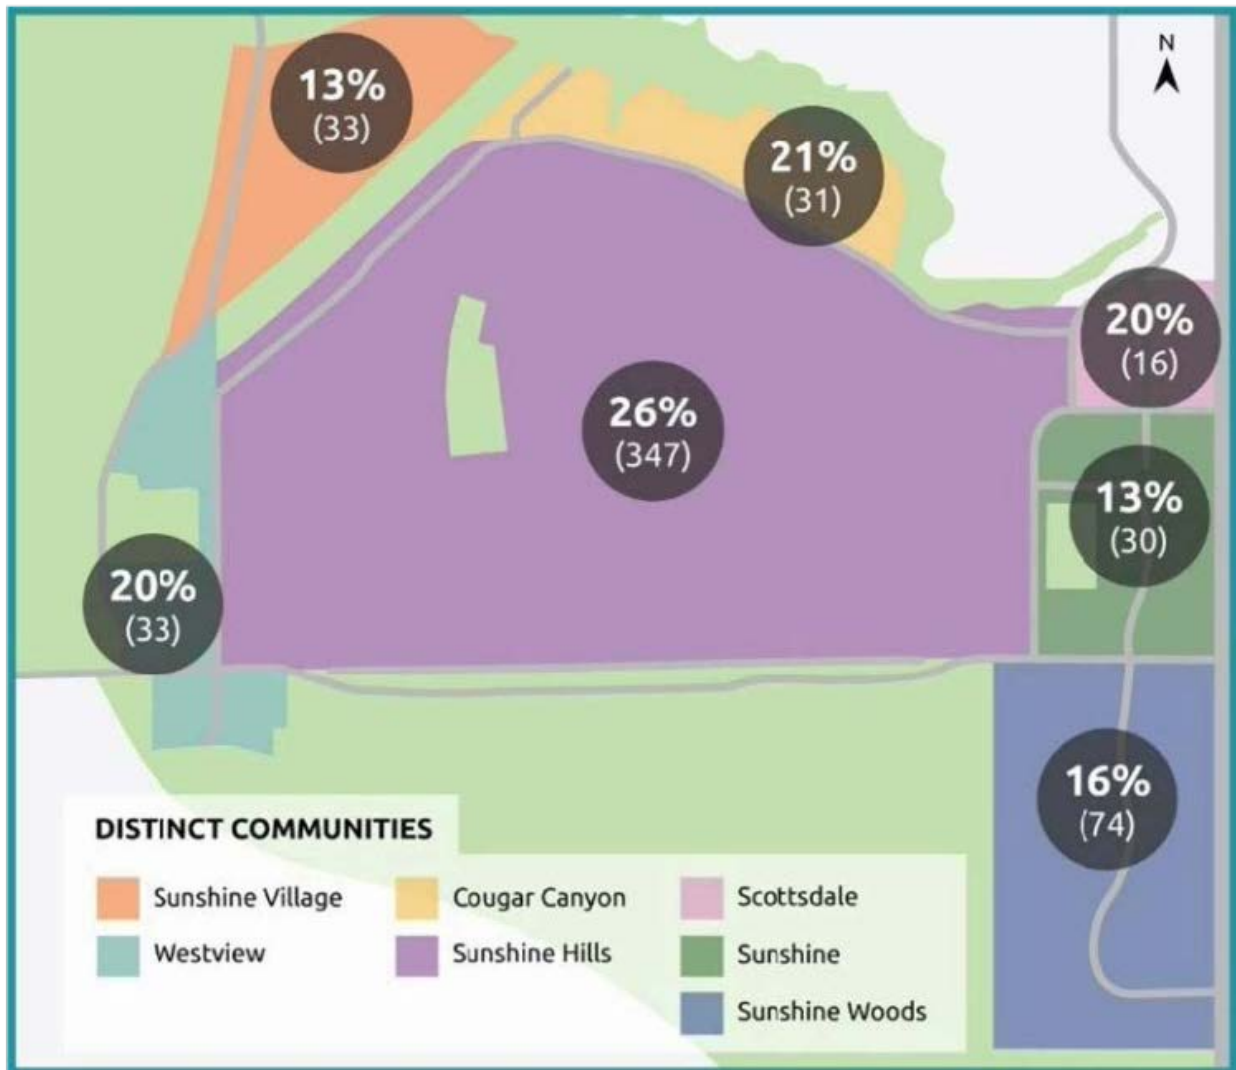 N
13%
(33)
21%
(31)
20%
(16)
26%
(347)
13%
(30)
20%
(33)
16%
(74)
DISTINCT COMMUNITIES
Sunshine Village
Cougar Canyon
Scottsdale
Westview
Sunshine Hills
Sunshine
Sunshine Woods